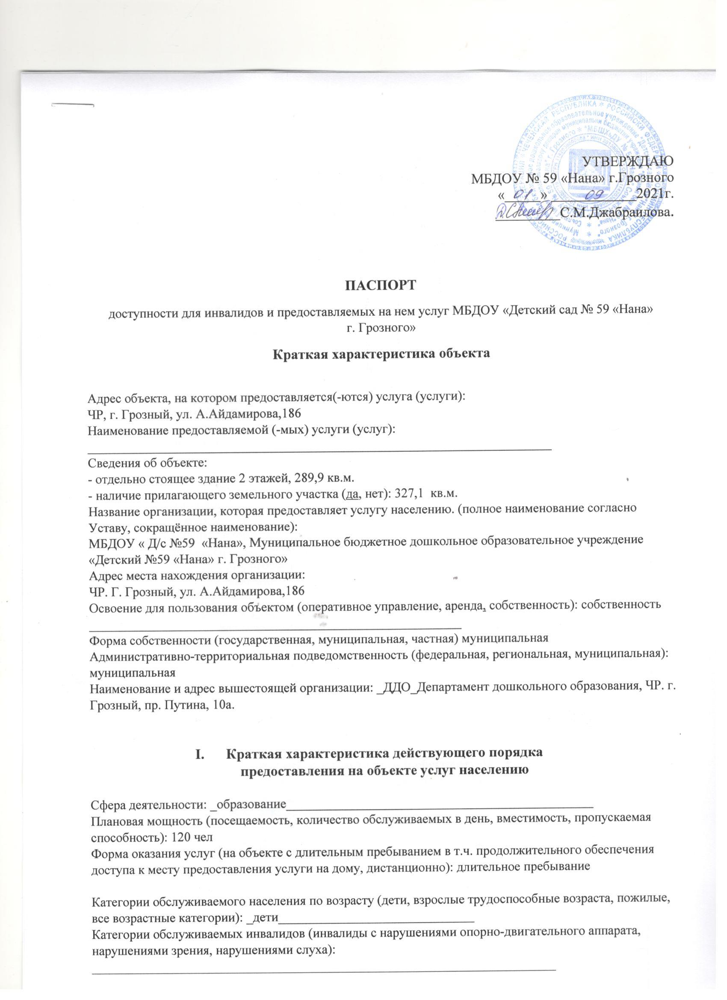 УТВЕРЖДАЮ
МБДОУ № 59 «Нана» г.Грозного
«_01_» _____09_____2021г.
_________С.М.Джабраилова.
ПАСПОРТ
доступности для инвалидов и предоставляемых на нем услуг МБДОУ «Детский сад № 59 «Нана»
г. Грозного»
Краткая характеристика объекта
Адрес объекта, на котором предоставляется(-ются) услуга (услуги):
ЧР, г. Грозный, ул. А.Айдамирова,186
Наименование предоставляемой (-мых) услуги (услуг):
Сведения об объекте:
- отдельно стоящее здание 2 этажей, 289,9 кв.м.
- наличие прилагающего земельного участка (да, нет): 327,1 кв.м.
Название организации, которая предоставляет услугу населению. (полное наименование согласно
Уставу, сокращённое наименование):
МБДОУ « Д/с №59 «Нана», Муниципальное бюджетное дошкольное образовательное учреждение
«Детский №59 «Нана» г. Грозного»
Адрес места нахождения организации:
ЧР. Г. Грозный, ул. А.Айдамирова,186
Освоение для пользования объектом (оперативное управление, аренда, собственность): собственность
Форма собственности (государственная, муниципальная, частная) муниципальная
Административно-территориальная подведомственность (федеральная, региональная, муниципальная):
муниципальная
Наименование и адрес вышестоящей организации: _ДДО_Департамент дошкольного образования, ЧР. г.
Грозный, пр. Путина, 10а.
I. Краткая характеристика действующего порядка
предоставления на объекте услуг населению
Сфера деятельности: _образование_
Плановая мощность (посещаемость, количество обслуживаемых в день, вместимость, пропускаемая
способность): 120 чел
Форма оказания услуг (на объекте с длительным пребыванием в т.ч. продолжительного обеспечения
доступа к месту предоставления услуги на дому, дистанционно): длительное пребывание
Категории обслуживаемого населения по возрасту (дети, взрослые трудоспособные возраста, пожилые,
все возрастные категории): _дети_
Категории обслуживаемых инвалидов (инвалиды с нарушениями опорно-двигательного аппарата,
нарушениями зрения, нарушениями слуха):